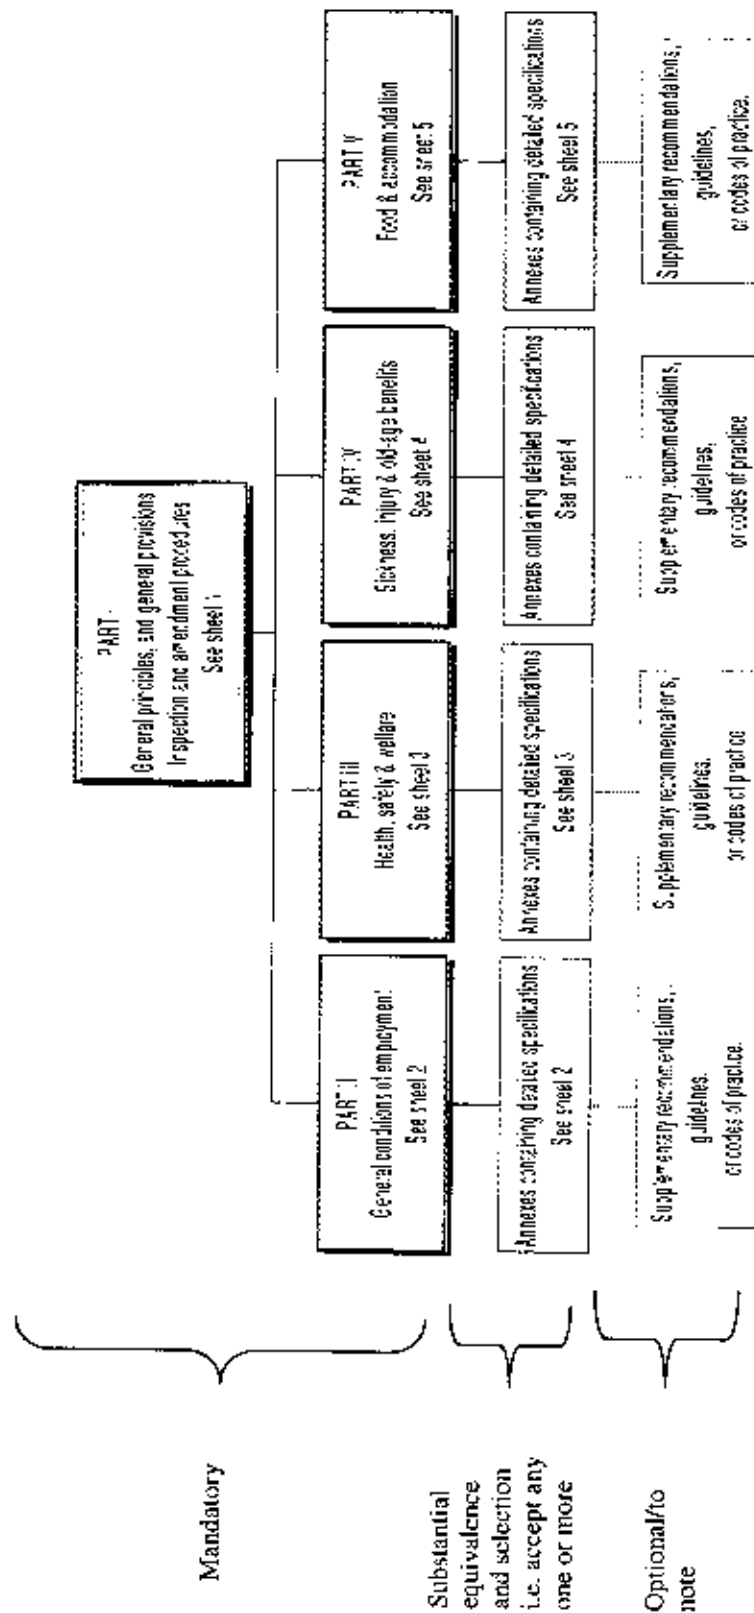 PART I
General principles, and general provisions
Inspection and amendment procedures
See sheet 1
Mandatory
PART II
General conditions of employment
See sheet 2
PART III
Health, safety & welfare
See sheet 3
PART IV
Sickness, injury & old-age benefits
See sheet 4
PART V
Food & accommodation
See sheet 5
Substantial
equivalence
and selection
i.e. accept any
one or more
Annexes containing detailed specifications
See sheet 2
Annexes containing detailed specifications
See sheet 3
Annexes containing detailed specifications
See sheet 4
Annexes containing detailed specifications
See sheet 5
Optional/to
note
Supplementary recommendations,
guidelines,
or codes of practice.
Supplementary recommendations,
guidelines,
or codes of practice
Supplementary recommendations,
guidelines,
or codes of practice
Supplementary recommendations,
guidelines,
or codes of practice.